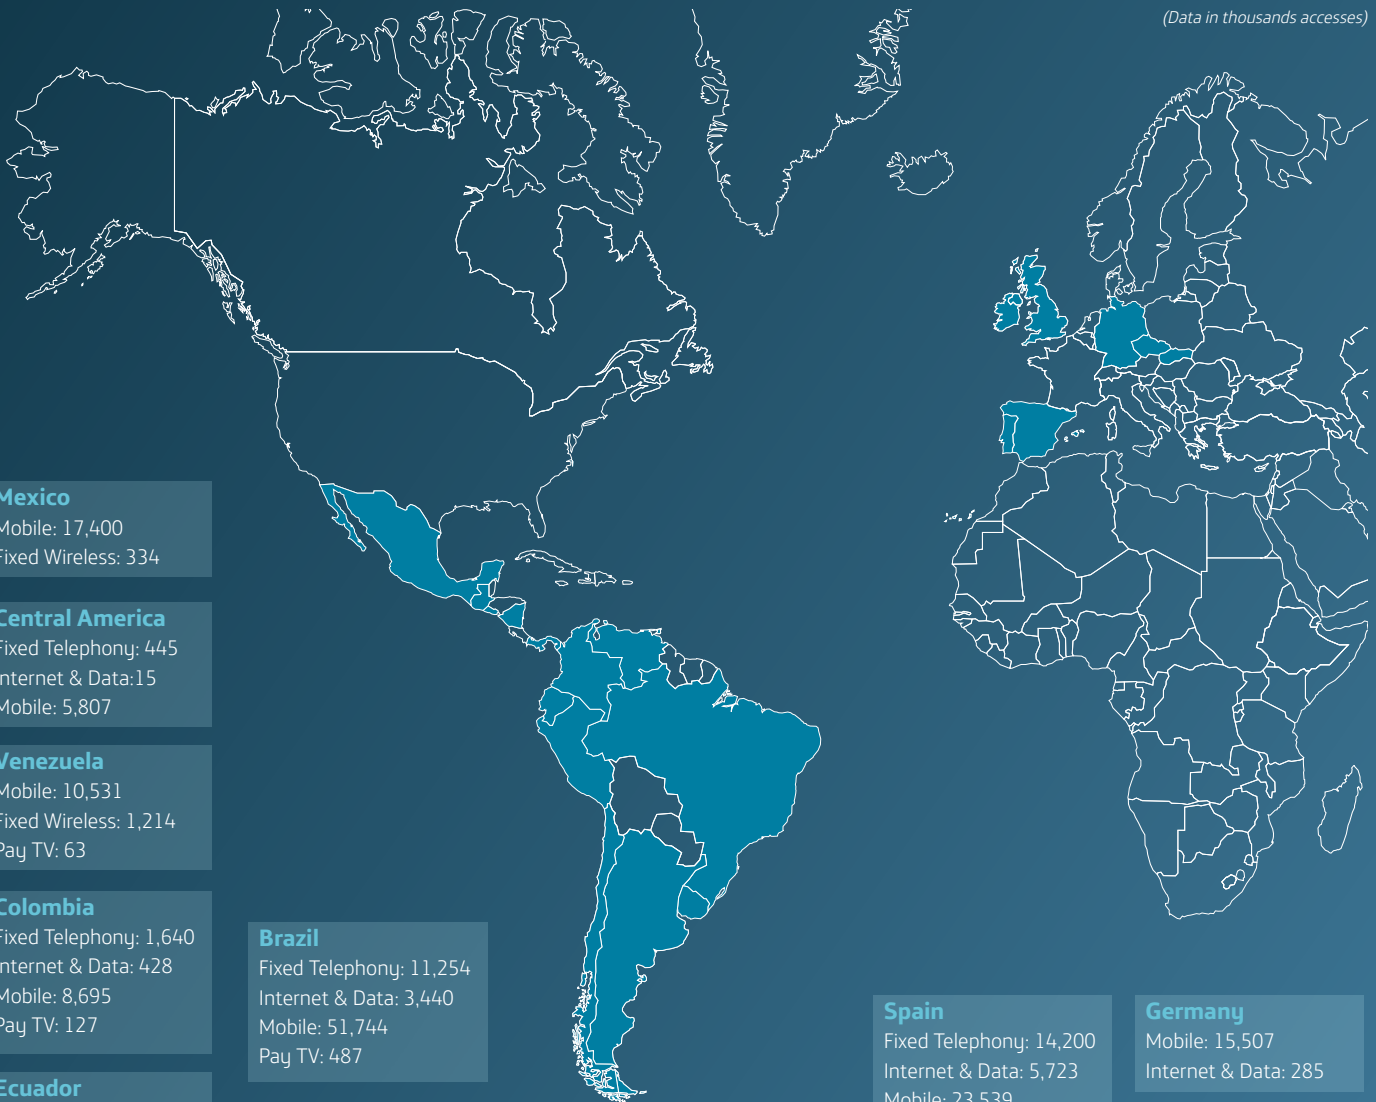 (Data in thousands accesses)
Mexico
Mobile: 17,400
Fixed Wireless: 334
Central America
Fixed Telephony: 445
Internet & Data:15
Mobile: 5,807
Venezuela
Mobile: 10,531
Fixed Wireless: 1,214
Pay TV: 63
Colombia
Fixed Telephony: 1,640
Internet & Data: 428
Mobile: 8,695
Pay TV: 127
Ecuador
Brazil
Fixed Telephony: 11,254
Internet & Data: 3,440
Mobile: 51,744
Pay TV: 487
Spain
Fixed Telephony: 14,200
Internet & Data: 5,723
Mobile: 23,539
Germany
Mobile: 15,507
Internet & Data: 285